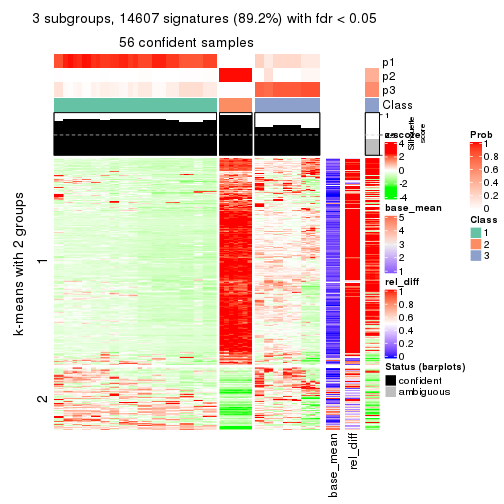 3 subgroups, 14607 signatures (89.2%) with fdr < 0.05
56 confident samples
p1
p2
p3
Class
1
Silhouette
score
z-score
4
2
0
-2
-4
base_mean
5
4
3
2
1
rel_diff
1
0.8
0.6
0.4
0.2
0
Status (barplots)
confident
ambiguous
Prob
1
0.8
0.6
0.4
0.2
0
Class
1
2
3
k-means with 2 groups
1
2
base_mean
rel_diff